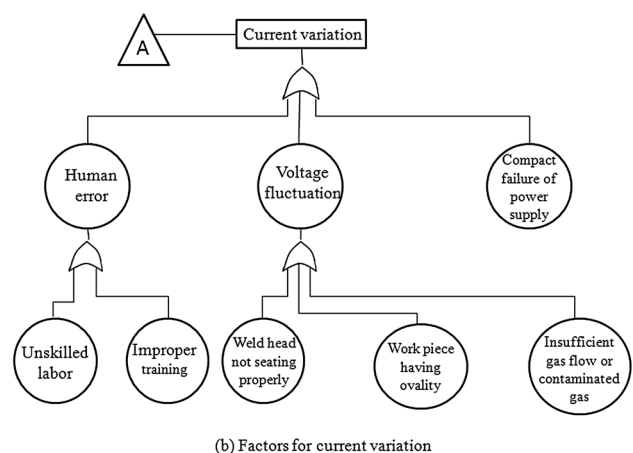 A
Current variation
Human
error
Voltage
fluctuation
Compact
failure of
power
supply
Unskilled
labor
Improper
training
Weld head
not seating
properly
Work piece
having
ovality
Insufficient
gas flow or
contaminated
gas
(b) Factors for current variation